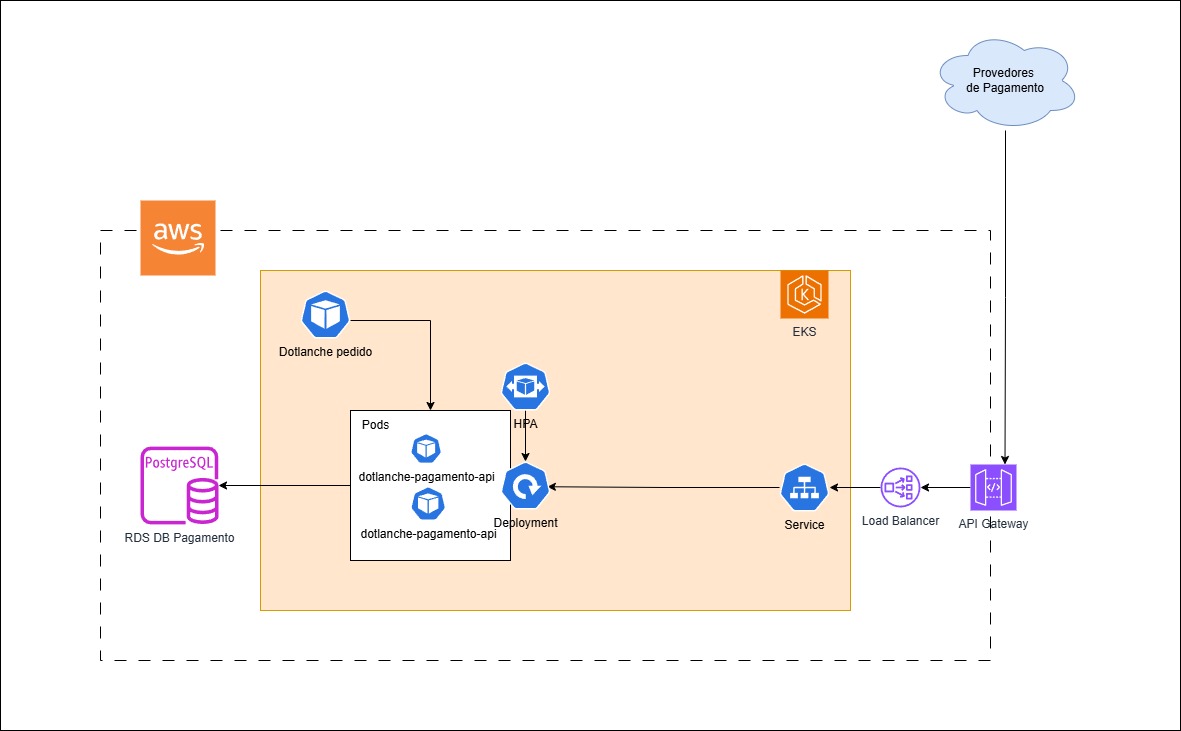 Provedores
de Pagamento
aws
EKS
Dotlanche pedido
HPA
Pods
dotlanche-pagamento-api
dotlanche-pagamento-api
Deployment
PostgreSQL
RDS DB Pagamento
Service
Load Balancer
</>
API Gateway
K